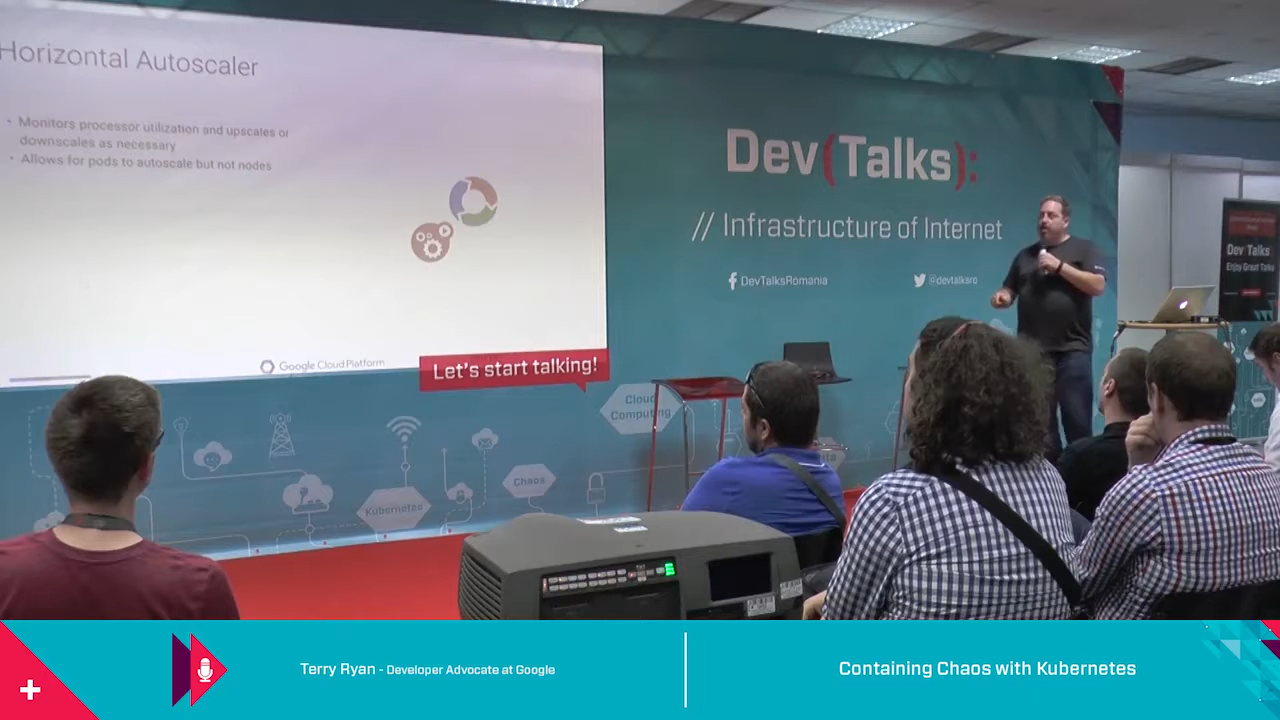 Horizontal Autoscaler
• Monitors processor utilization and upscales or
downscales as necessary
• Allows for pods to autoscale but not nodes
Google Cloud Platform
Let's start talking!
Dev(Talks):
// Infrastructure of Internet
DevTalksRomania
@devtalksro
Dev Talks
Enjoy Great Talks
Cloud
Computing
Chaos
Kubernetes
Terry Ryan - Developer Advocate at Google
Containing Chaos with Kubernetes